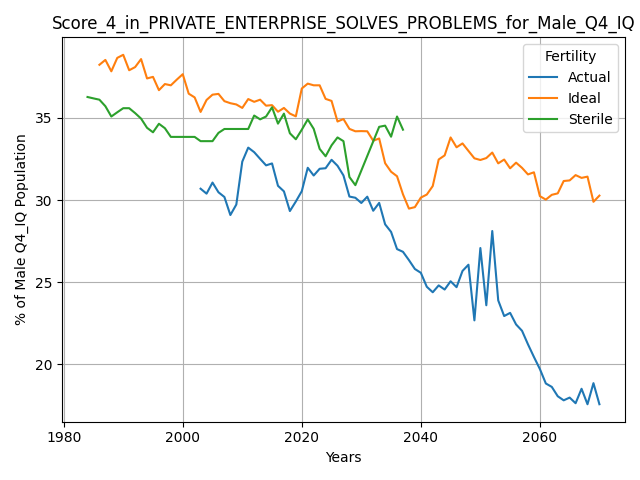 Score_4_in_PRIVATE_ENTERPRISE_SOLVES_PROBLEMS_for_Male_Q4_IQ
Fertility
Actual
Ideal
Sterile
% of Male Q4_IQ Population
35
30
25
20
1980 2000 2020 2040 2060
Years